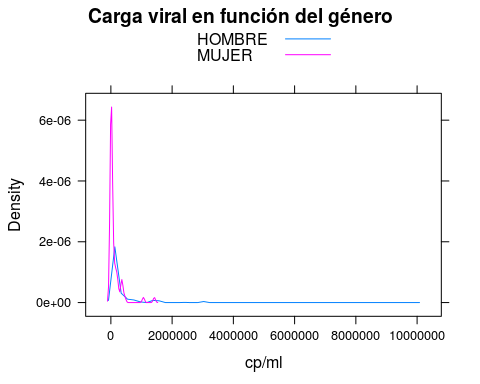 Carga viral en función del género
HOMBRE
MUJER
6e-06
4e-06
2e-06
0e+00
Density
0 2000000 4000000 6000000 8000000 10000000
cp/ml